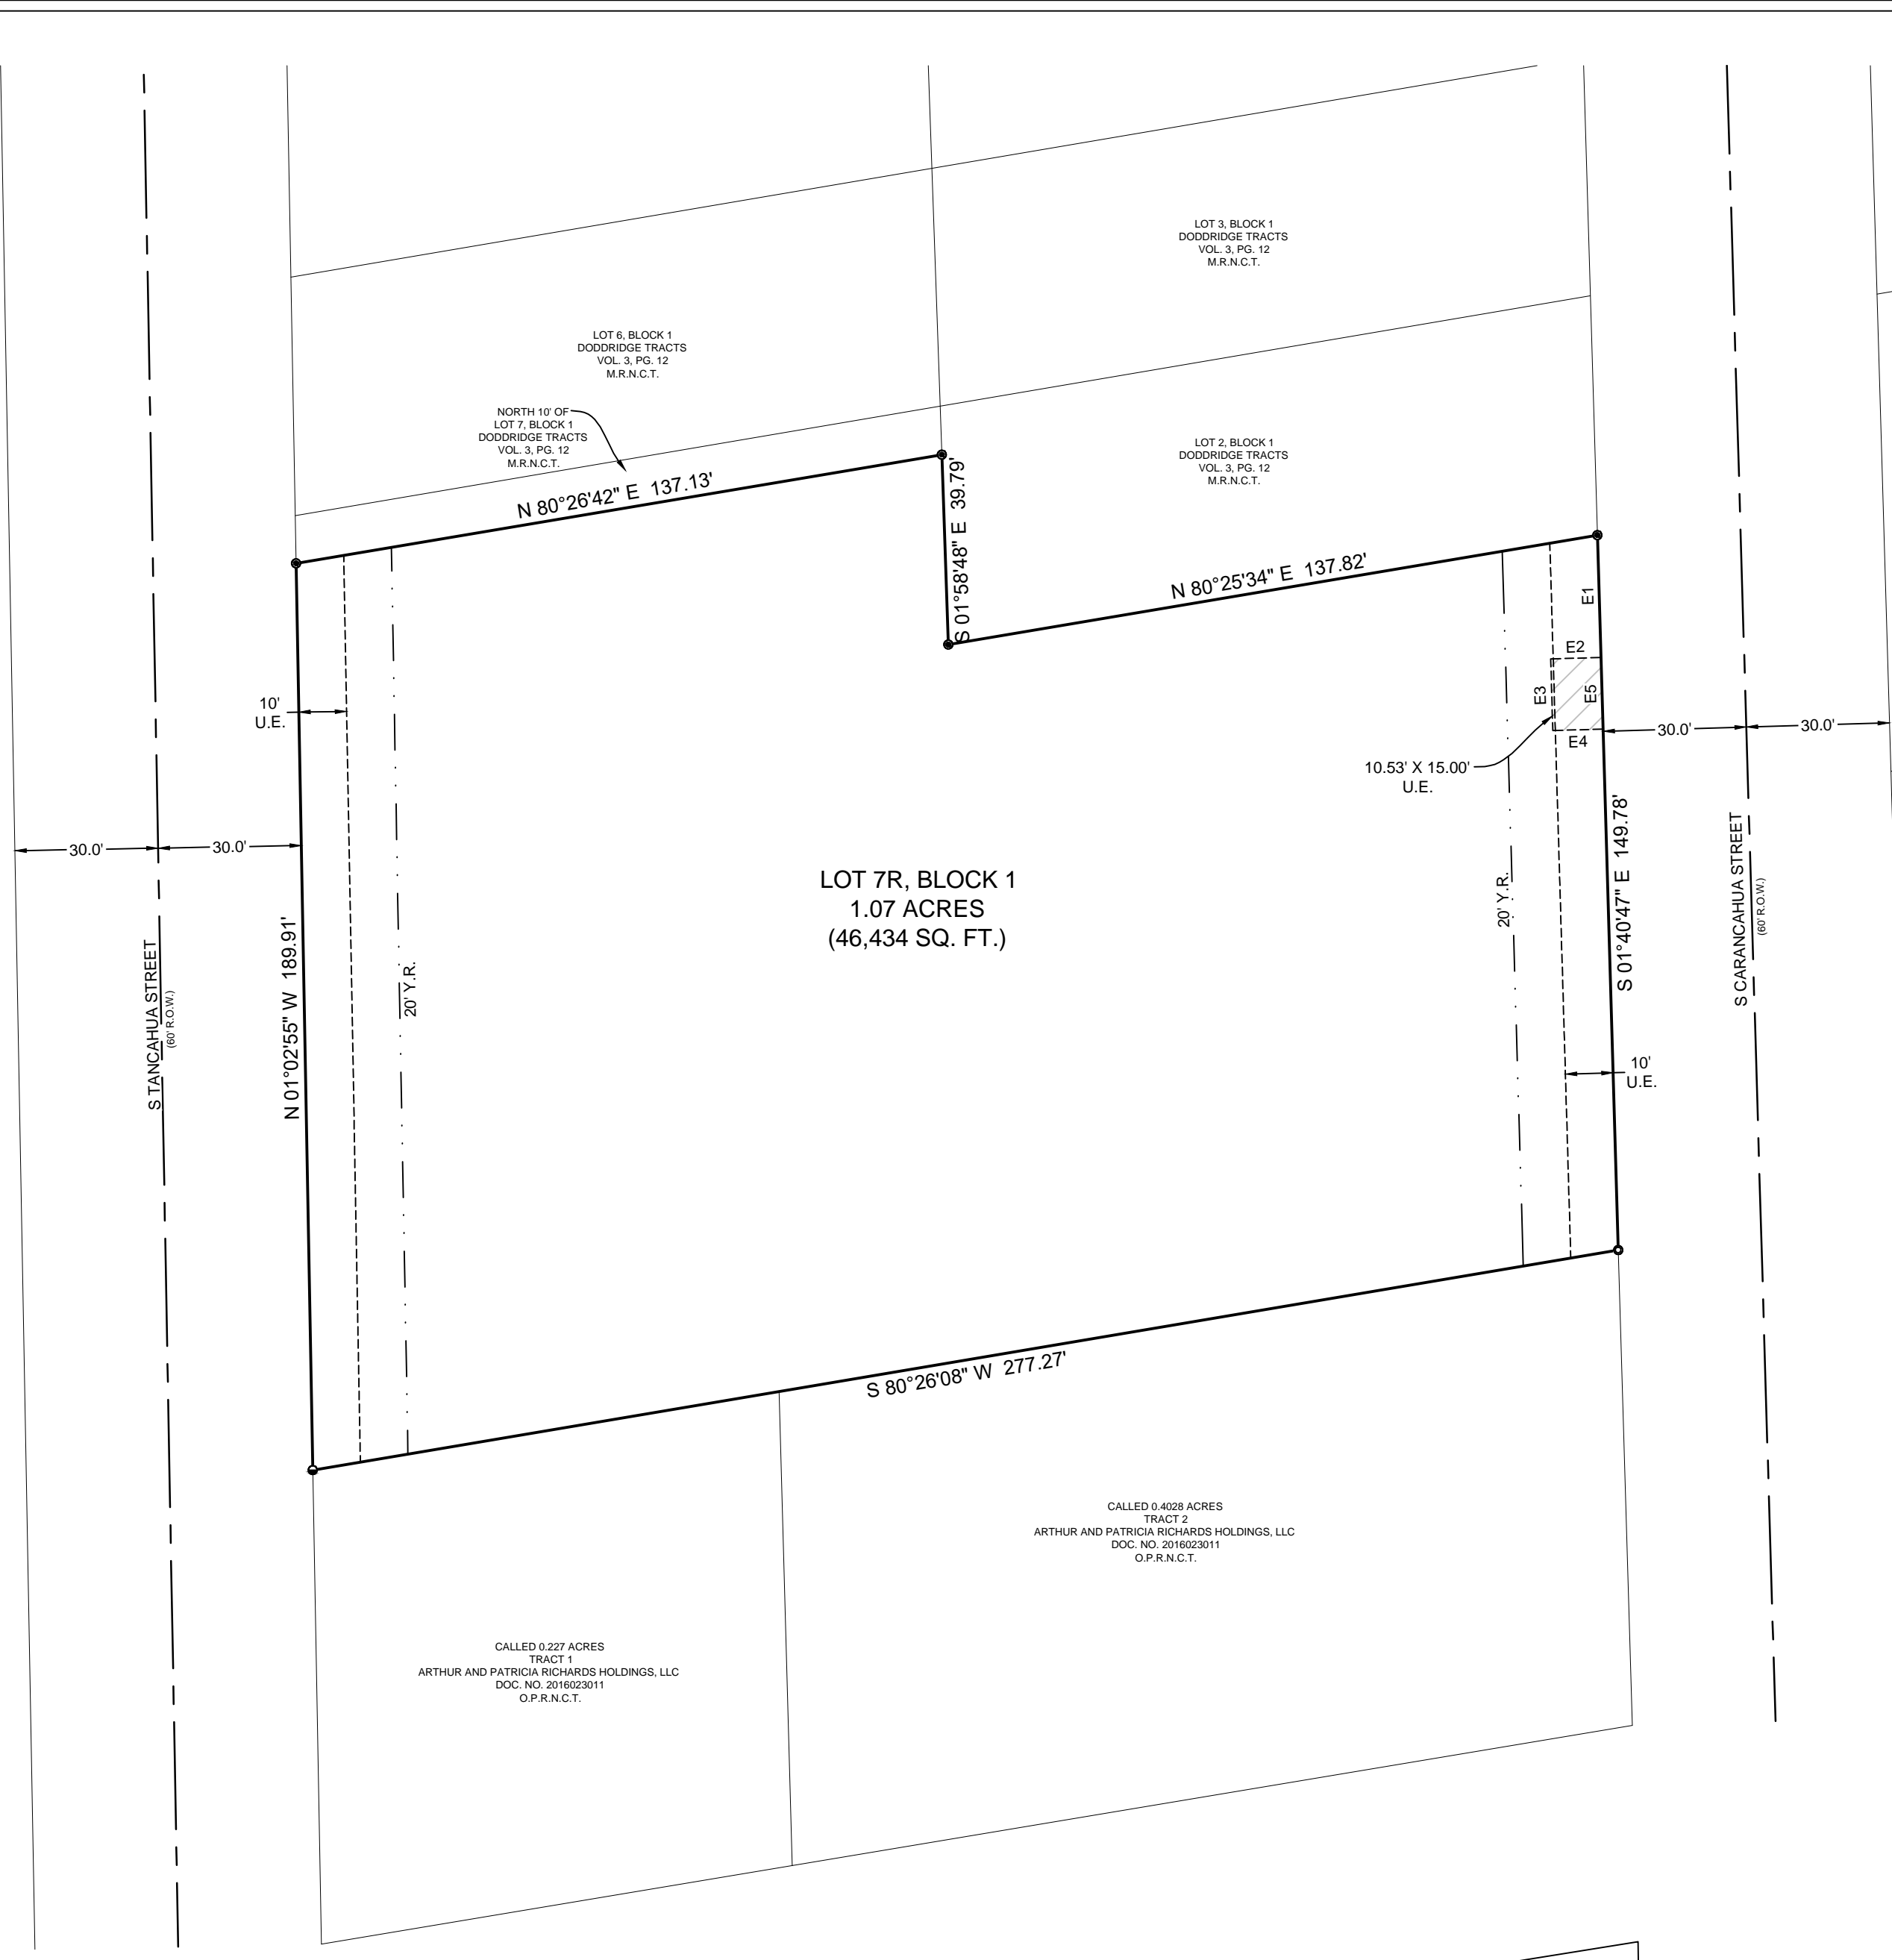 LOT 3, BLOCK 1
DODDRIDGE TRACTS
VOL. 3, PG. 12
M.R.N.C.T.
LOT 6, BLOCK 1
DODDRIDGE TRACTS
VOL. 3, PG. 12
M.R.N.C.T.
NORTH 10' OF
LOT 7, BLOCK 1
DODDRIDGE TRACTS
VOL. 3, PG. 12
M.R.N.C.T.
LOT 2, BLOCK 1
DODDRIDGE TRACTS
VOL. 3, PG. 12
M.R.N.C.T.
N 80°26'42" E 137.13'
S 01°58'48" E 39.79'
N 80°25'34" E 137.82'
E1
E2
E3
E5
E4
10'
U.E.
30.0'
30.0'
10.53' X 15.00'
U.E.
30.0'
30.0'
LOT 7R, BLOCK 1
1.07 ACRES
(46,434 SQ. FT.)
S 01°40'47" E 149.78'
S CARANCAHUA STREET
(60' R.O.W.)
20' Y.R.
N 01°02'55" W 189.91'
S TANCAHUA STREET
(60' R.O.W.)
20' Y.R.
10'
U.E.
S 80°26'08" W 277.27'
CALLED 0.4028 ACRES
TRACT 2
ARTHUR AND PATRICIA RICHARDS HOLDINGS, LLC
DOC. NO. 2016023011
O.P.R.N.C.T.
CALLED 0.227 ACRES
TRACT 1
ARTHUR AND PATRICIA RICHARDS HOLDINGS, LLC
DOC. NO. 2016023011
O.P.R.N.C.T.